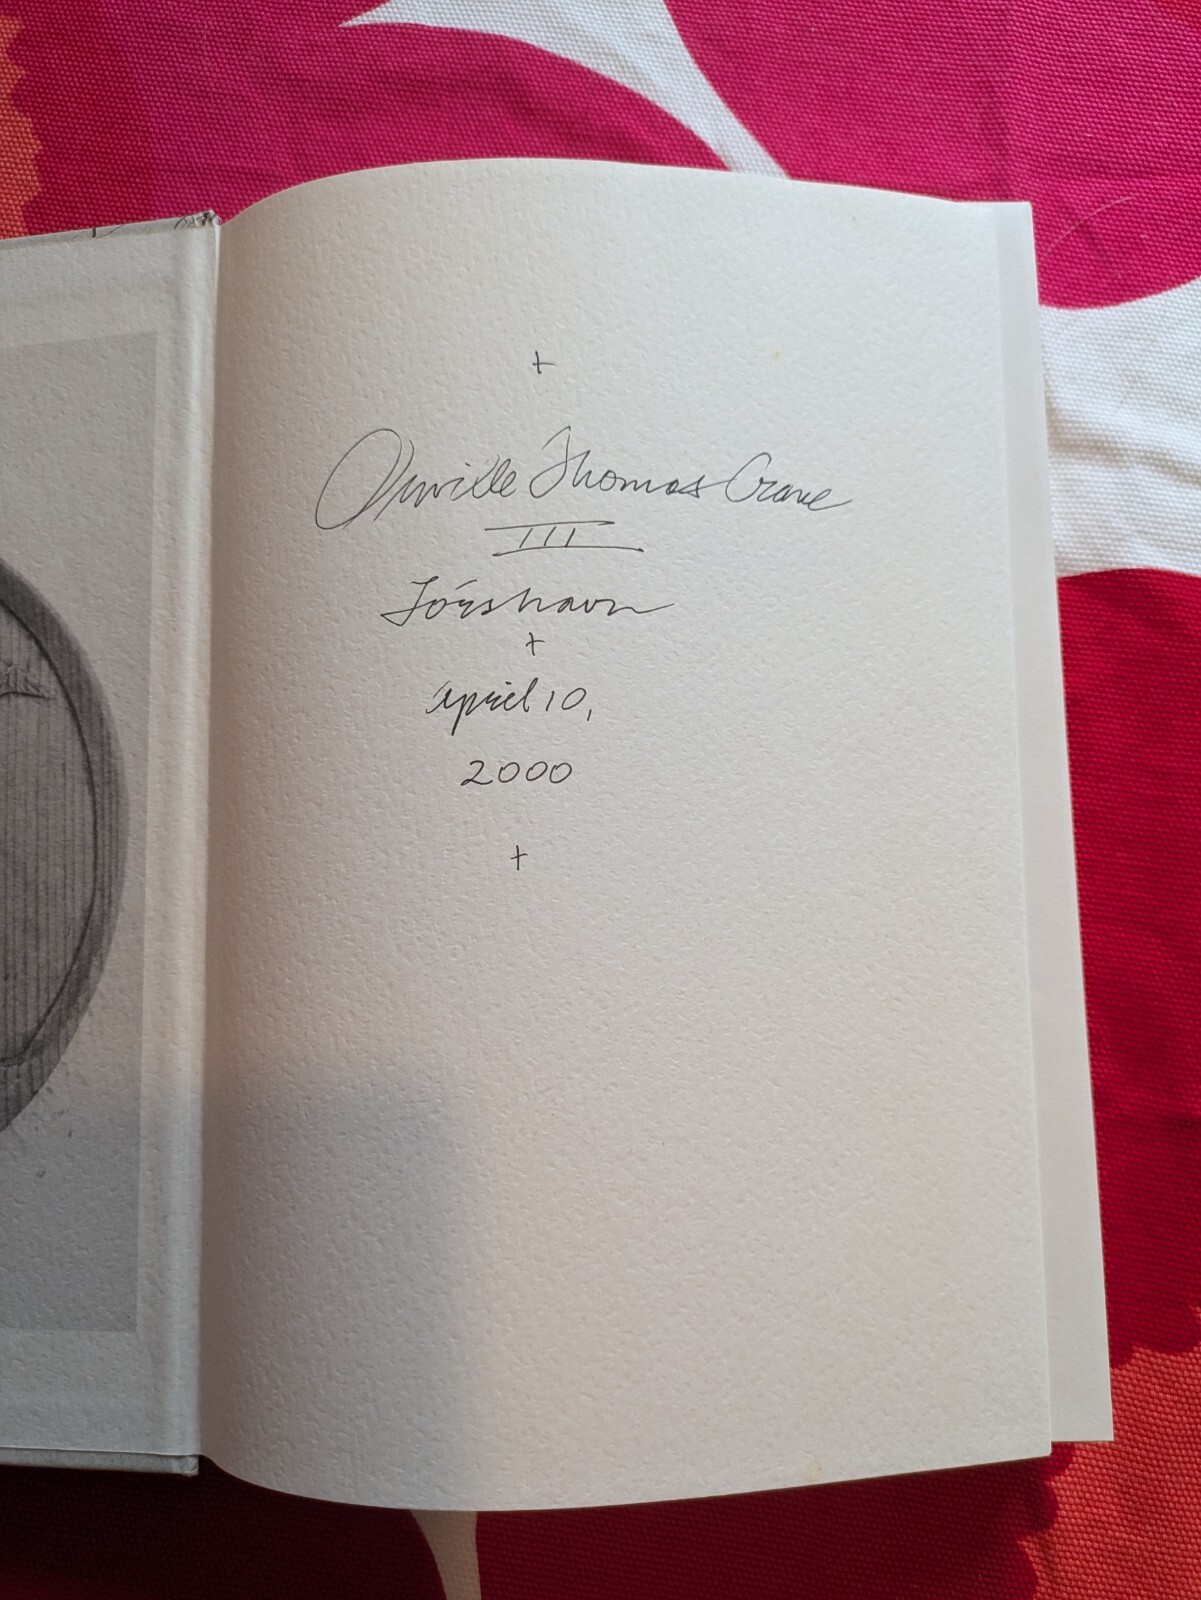 +
Orville Thomas Crane
III
Tórshavn
+
april 10,
2000
+